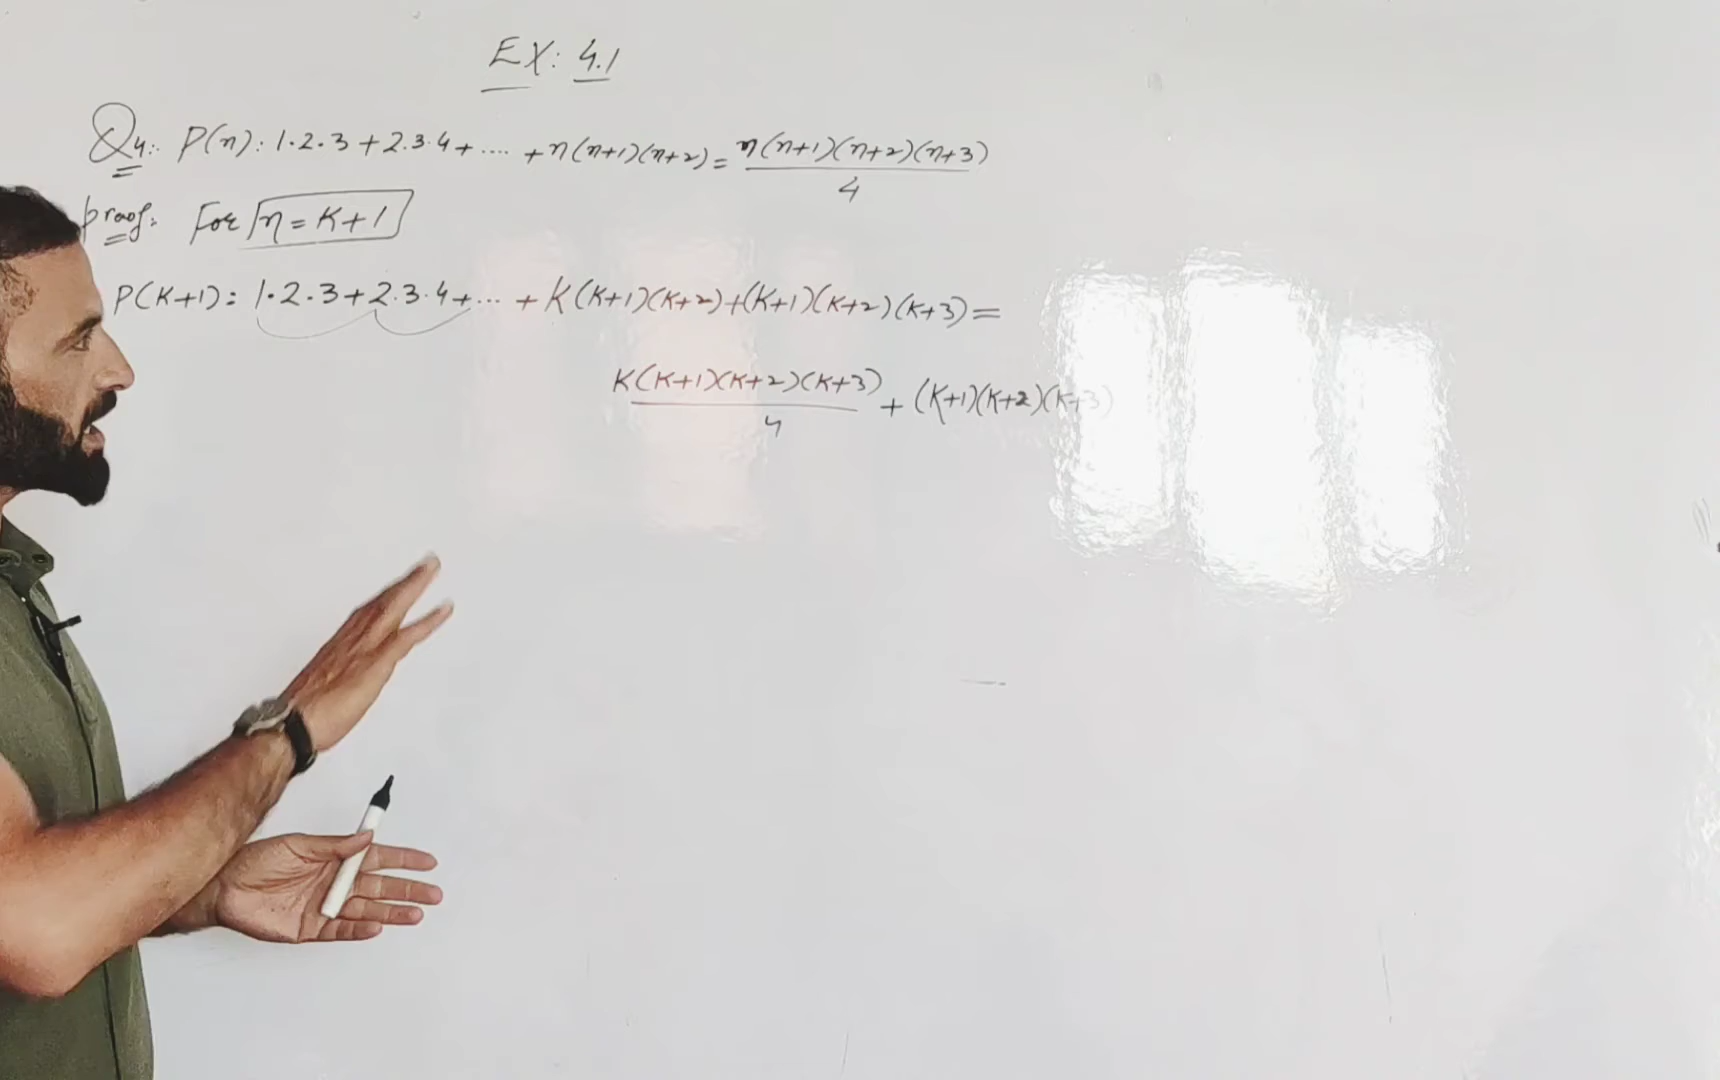 EX: 4.1
Q4:. P(n): 1.2.3 + 2.3.4 + .... + n(n+1)(n+2) = n(n+1)(n+2)(n+3)
4
proof: For n = K+1
P(K+1): 1.2.3 + 2.3.4 + ... + K(K+1)(K+2) + (K+1)(K+2)(K+3) =
K(K+1)(K+2)(K+3) + (K+1)(K+2)(K+3)
4